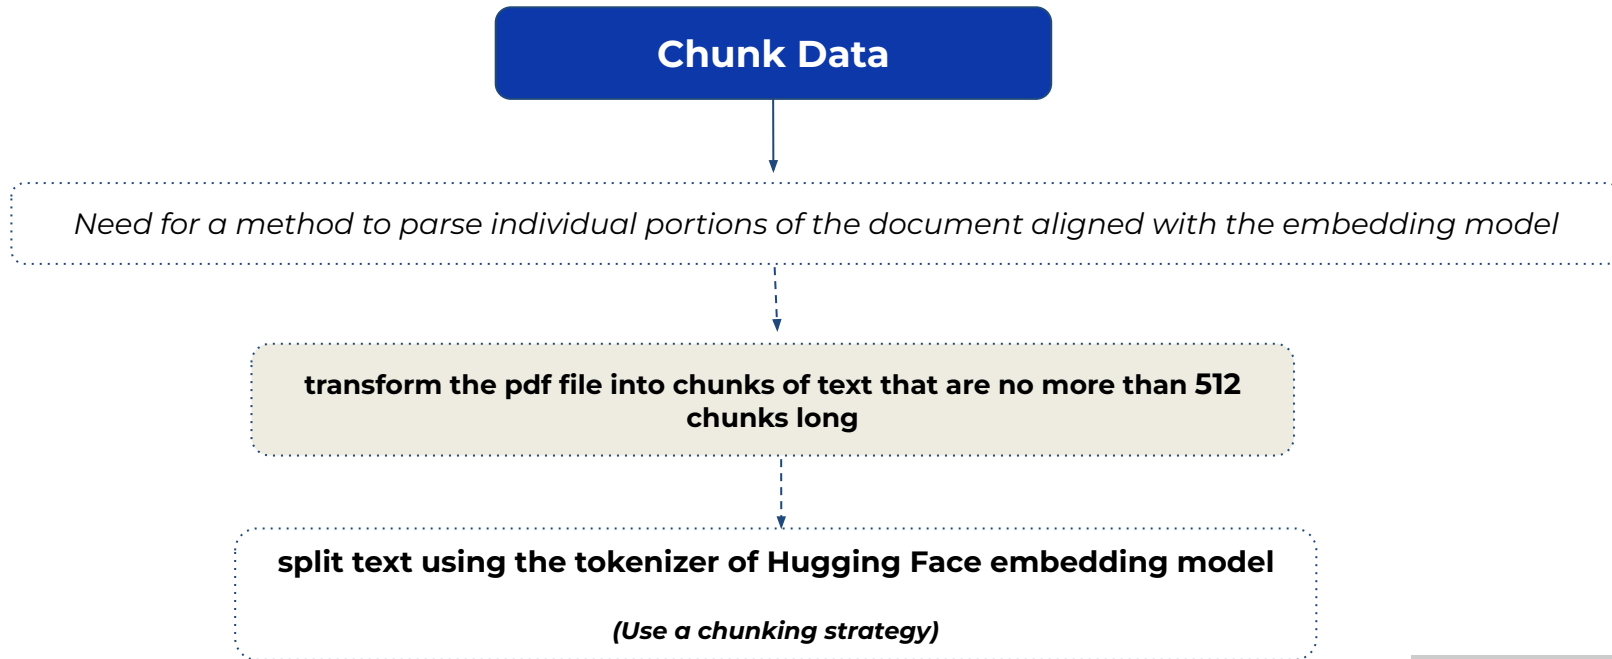 Chunk Data
Need for a method to parse individual portions of the document aligned with the embedding model
transform the pdf file into chunks of text that are no more than 512
chunks long
split text using the tokenizer of Hugging Face embedding model
(Use a chunking strategy)